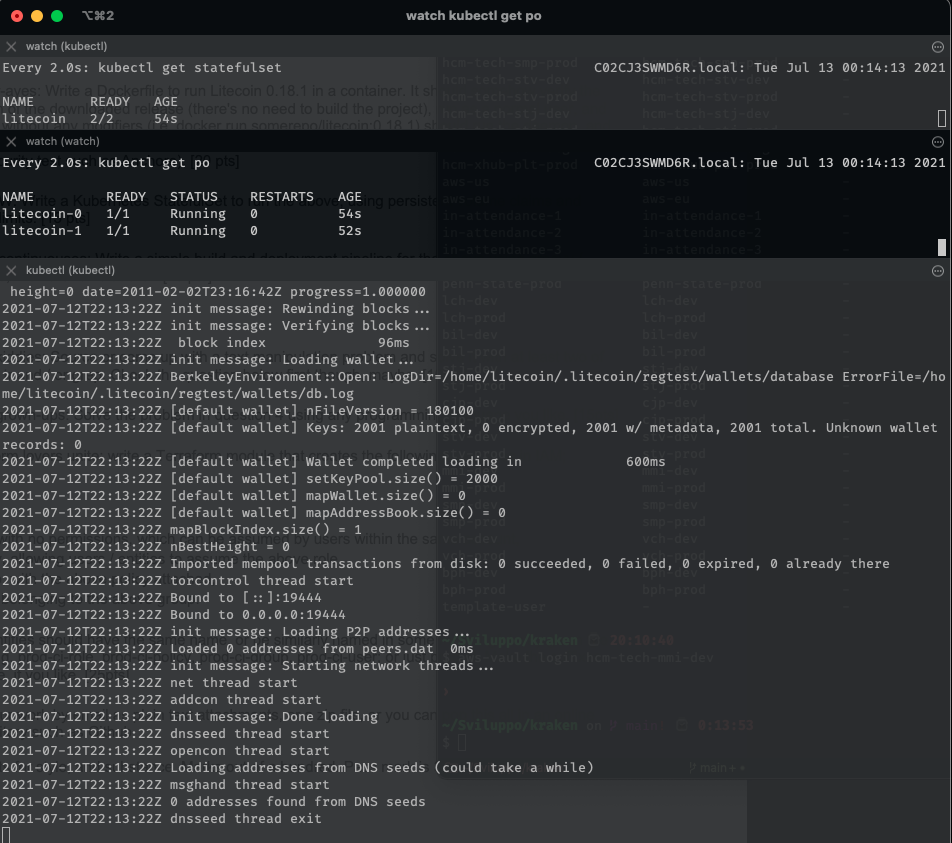 ⌥⌘2
watch kubectl get po
watch (kubectl)
Every 2.0s: kubectl get statefulset C02CJ3SWMD6R.local: Tue Jul 13 00:14:13 2021
NAME READY AGE
litecoin 2/2 54s
watch (watch)
Every 2.0s: kubectl get po C02CJ3SWMD6R.local: Tue Jul 13 00:14:13 2021
NAME READY STATUS RESTARTS AGE
litecoin-0 1/1 Running 0 54s
litecoin-1 1/1 Running 0 52s
kubectl (kubectl)
height=0 date=2011-02-02T23:16:42Z progress=1.000000
2021-07-12T22:13:22Z init message: Rewinding blocks...
2021-07-12T22:13:22Z init message: Verifying blocks...
2021-07-12T22:13:22Z  block index 96ms
2021-07-12T22:13:22Z init message: Loading wallet...
2021-07-12T22:13:22Z BerkeleyEnvironment::Open: LogDir=/home/litecoin/.litecoin/regtest/wallets/database ErrorFile=/ho
me/litecoin/.litecoin/regtest/wallets/db.log
2021-07-12T22:13:22Z [default wallet] nFileVersion = 180100
2021-07-12T22:13:22Z [default wallet] Keys: 2001 plaintext, 0 encrypted, 2001 w/ metadata, 2001 total. Unknown wallet
records: 0
2021-07-12T22:13:22Z [default wallet] Wallet completed loading in 600ms
2021-07-12T22:13:22Z [default wallet] setKeyPool.size() = 2000
2021-07-12T22:13:22Z [default wallet] mapWallet.size() = 0
2021-07-12T22:13:22Z [default wallet] mapAddressBook.size() = 0
2021-07-12T22:13:22Z mapBlockIndex.size() = 1
2021-07-12T22:13:22Z nBestHeight = 0
2021-07-12T22:13:22Z Imported mempool transactions from disk: 0 succeeded, 0 failed, 0 expired, 0 already there
2021-07-12T22:13:22Z torcontrol thread start
2021-07-12T22:13:22Z Bound to [::]:19444
2021-07-12T22:13:22Z Bound to 0.0.0.0:19444
2021-07-12T22:13:22Z init message: Loading P2P addresses...
2021-07-12T22:13:22Z Loaded 0 addresses from peers.dat  0ms
2021-07-12T22:13:22Z init message: Starting network threads...
2021-07-12T22:13:22Z net thread start
2021-07-12T22:13:22Z addcon thread start
2021-07-12T22:13:22Z init message: Done loading
2021-07-12T22:13:22Z dnsseed thread start
2021-07-12T22:13:22Z opencon thread start
2021-07-12T22:13:22Z Loading addresses from DNS seeds (could take a while)
2021-07-12T22:13:22Z msghand thread start
2021-07-12T22:13:22Z 0 addresses found from DNS seeds
2021-07-12T22:13:22Z dnsseed thread exit